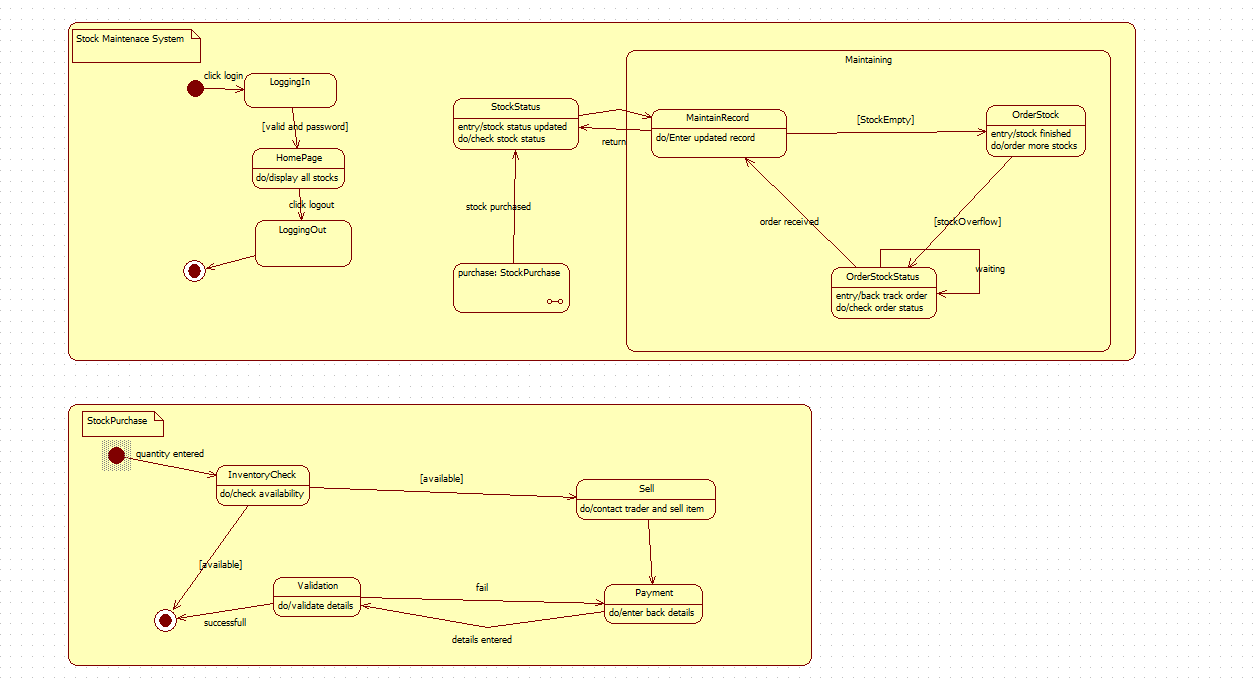 Stock Maintenace System
click login
LoggingIn
[valid and password]
HomePage
do/display all stocks
click logout
LoggingOut
StockStatus
entry/stock status updated
do/check stock status
return
stock purchased
purchase: StockPurchase
Maintaining
MaintainRecord
do/Enter updated record
[StockEmpty]
OrderStock
entry/stock finished
do/order more stocks
order received
[stockOverflow]
waiting
OrderStockStatus
entry/back track order
do/check order status
StockPurchase
quantity entered
InventoryCheck
do/check availability
[available]
Sell
do/contact trader and sell item
[available]
Validation
do/validate details
fail
Payment
do/enter back details
successfull
details entered